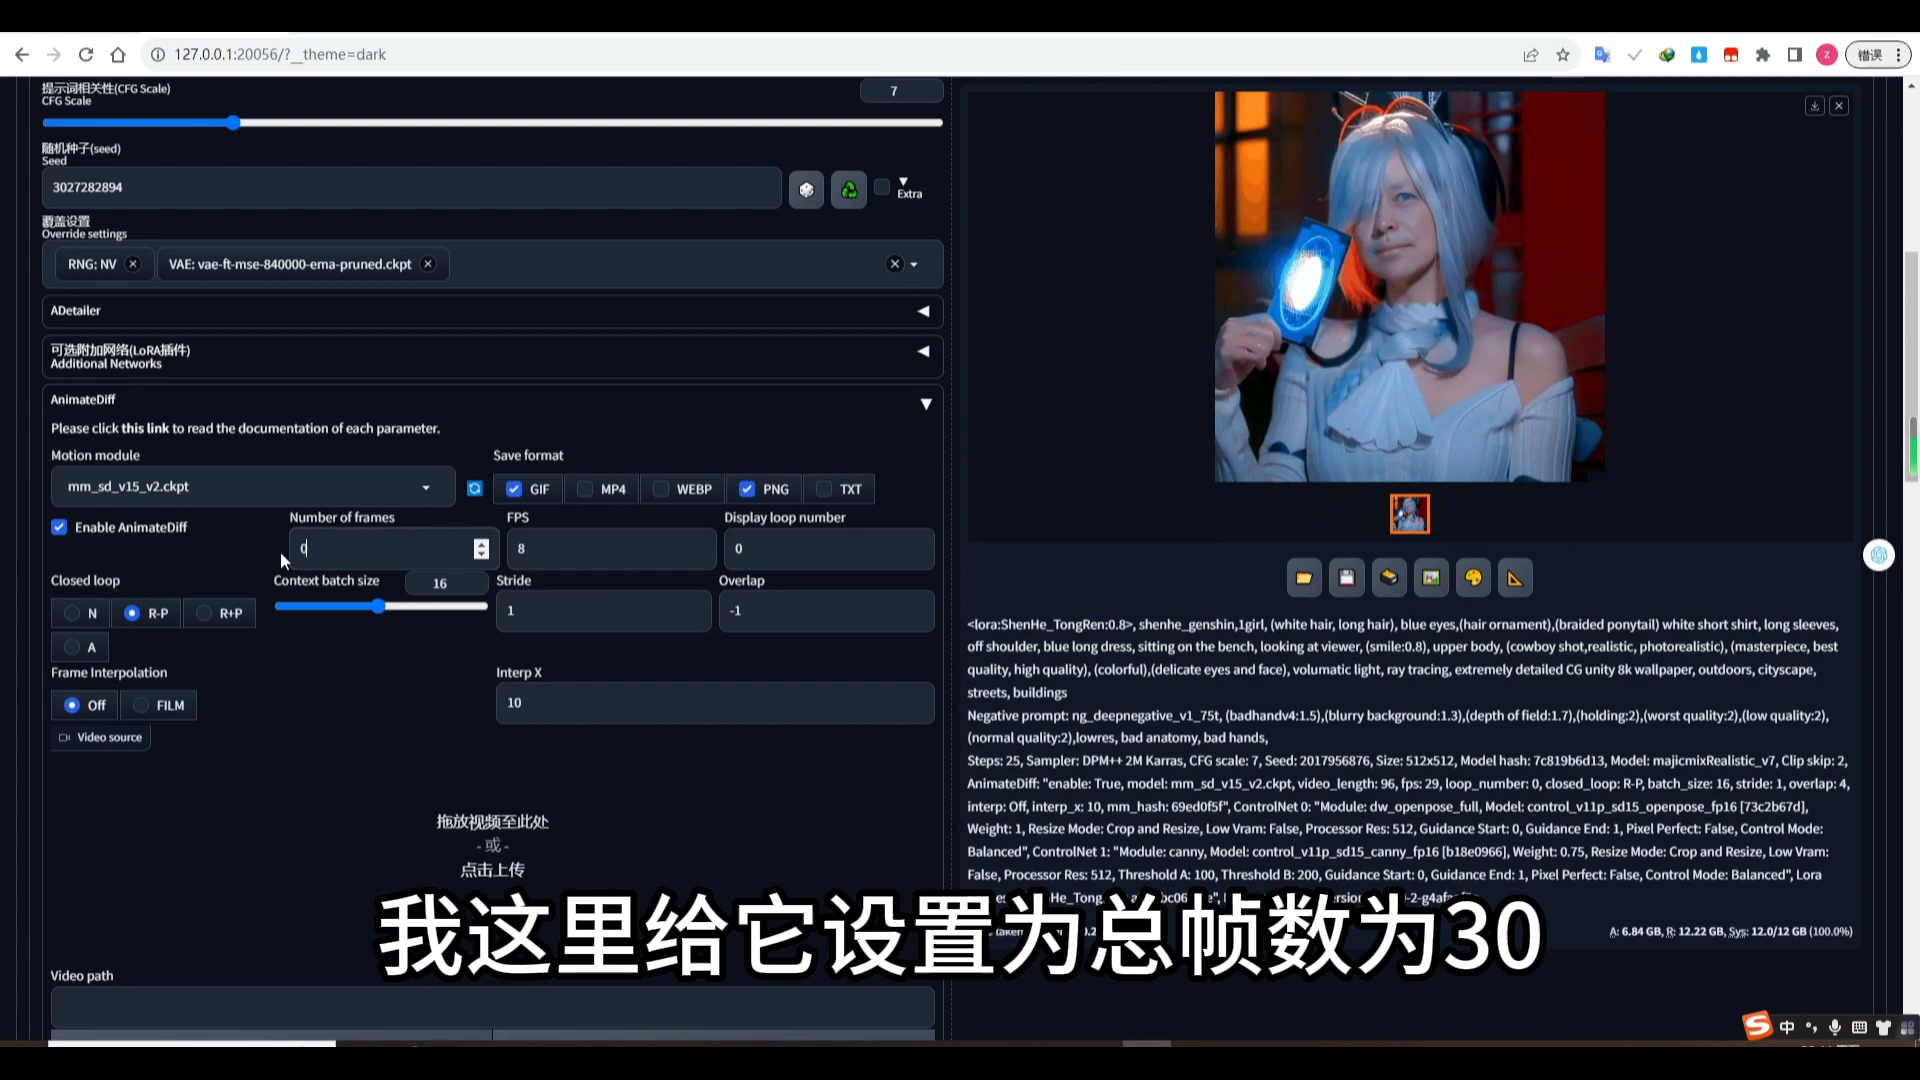 127.0.0.1:20056/?__theme=dark
Z
错误
提示词相关性(CFG Scale)
CFG Scale
7
随机种子(seed)
Seed
3027282894
Extra
覆盖设置
Override settings
RNG: NV
VAE: vae-ft-mse-840000-ema-pruned.ckpt
ADetailer
可选附加网络(LoRA插件)
Additional Networks
AnimateDiff
Please click this link to read the documentation of each parameter.
Motion module
Save format
mm_sd_v15_v2.ckpt
GIF
MP4
WEBP
PNG
TXT
Enable AnimateDiff
Number of frames
FPS
Display loop number
0
8
0
Closed loop
Context batch size
16
Stride
Overlap
N
R-P
R+P
1
-1
A
Frame Interpolation
Interp X
Off
FILM
10
Video source
拖放视频至此处
- 或 -
点击上传
Video path
<lora:ShenHe_TongRen:0.8>, shenhe_genshin,1girl, (white hair, long hair), blue eyes,(hair ornament),(braided ponytail) white short shirt, long sleeves,
off shoulder, blue long dress, sitting on the bench, looking at viewer, (smile:0.8), upper body, (cowboy shot,realistic, photorealistic), (masterpiece, best
quality, high quality), (colorful),(delicate eyes and face), volumatic light, ray tracing, extremely detailed CG unity 8k wallpaper, outdoors, cityscape,
streets, buildings
Negative prompt: ng_deepnegative_v1_75t, (badhandv4:1.5),(blurry background:1.3),(depth of field:1.7),(holding:2),(worst quality:2),(low quality:2),
(normal quality:2),lowres, bad anatomy, bad hands,
Steps: 25, Sampler: DPM++ 2M Karras, CFG scale: 7, Seed: 2017956876, Size: 512x512, Model hash: 7c819b6d13, Model: majicmixRealistic_v7, Clip skip: 2,
AnimateDiff: "enable: True, model: mm_sd_v15_v2.ckpt, video_length: 96, fps: 29, loop_number: 0, closed_loop: R-P, batch_size: 16, stride: 1, overlap: 4,
interp: Off, interp_x: 10, mm_hash: 69ed0f5f", ControlNet 0: "Module: dw_openpose_full, Model: control_v11p_sd15_openpose_fp16 [73c2b67d],
Weight: 1, Resize Mode: Crop and Resize, Low Vram: False, Processor Res: 512, Guidance Start: 0, Guidance End: 1, Pixel Perfect: False, Control Mode:
Balanced", ControlNet 1: "Module: canny, Model: control_v11p_sd15_canny_fp16 [b18e0966], Weight: 0.75, Resize Mode: Crop and Resize, Low Vram:
False, Processor Res: 512, Threshold A: 100, Threshold B: 200, Guidance Start: 0, Guidance End: 1, Pixel Perfect: False, Control Mode: Balanced", Lora
A: 6.84 GB, R: 12.22 GB, Sys: 12.0/12 GB (100.0%)
我这里给它设置为总帧数为30
中